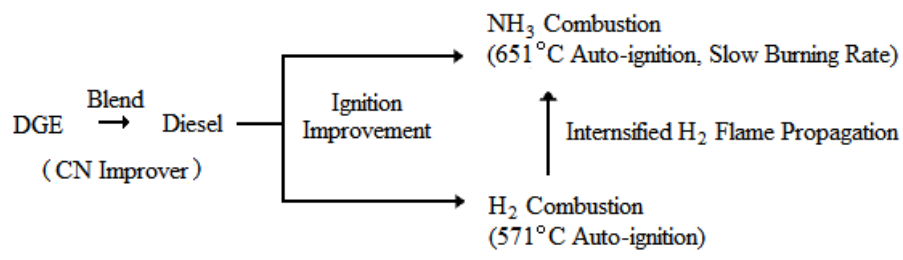 NH₃ Combustion
(651°C Auto-ignition, Slow Burning Rate)
Blend
DGE
Diesel
(CN Improver)
Ignition
Improvement
Internsified H₂ Flame Propagation
H₂ Combustion
(571°C Auto-ignition)